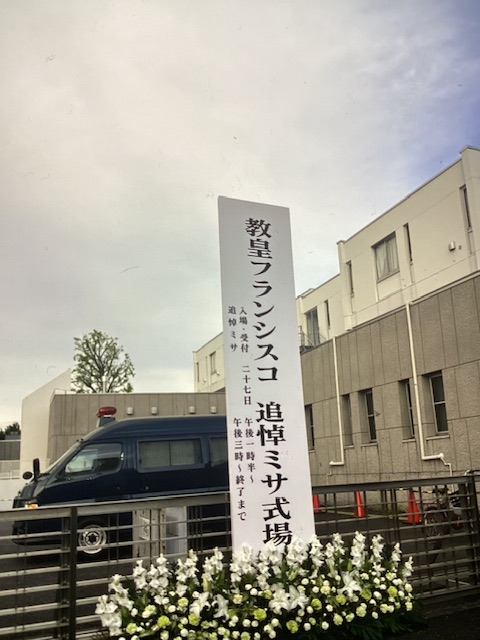 教皇フランシスコ 追悼ミサ式場
入場・受付 二十七日 午後一時半～
追悼ミサ 午後三時～終了まで